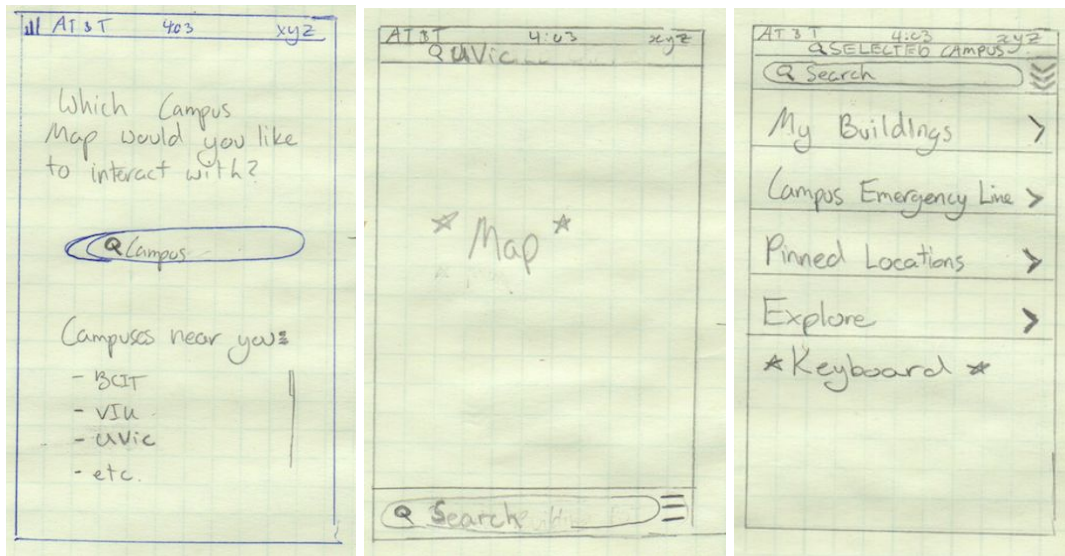 AT&T 4:03 xyz
Which Campus
Map would you like
to interact with?
Campus
Campuses near you:
- BCIT
- VIU
- UVic
- etc.
AT&T 4:03 xyz
UVic
Map
Search
AT&T 4:03 xyz
SELECTED CAMPUS
Search
My Buildings >
Campus Emergency Line >
Pinned Locations >
Explore >
* Keyboard *